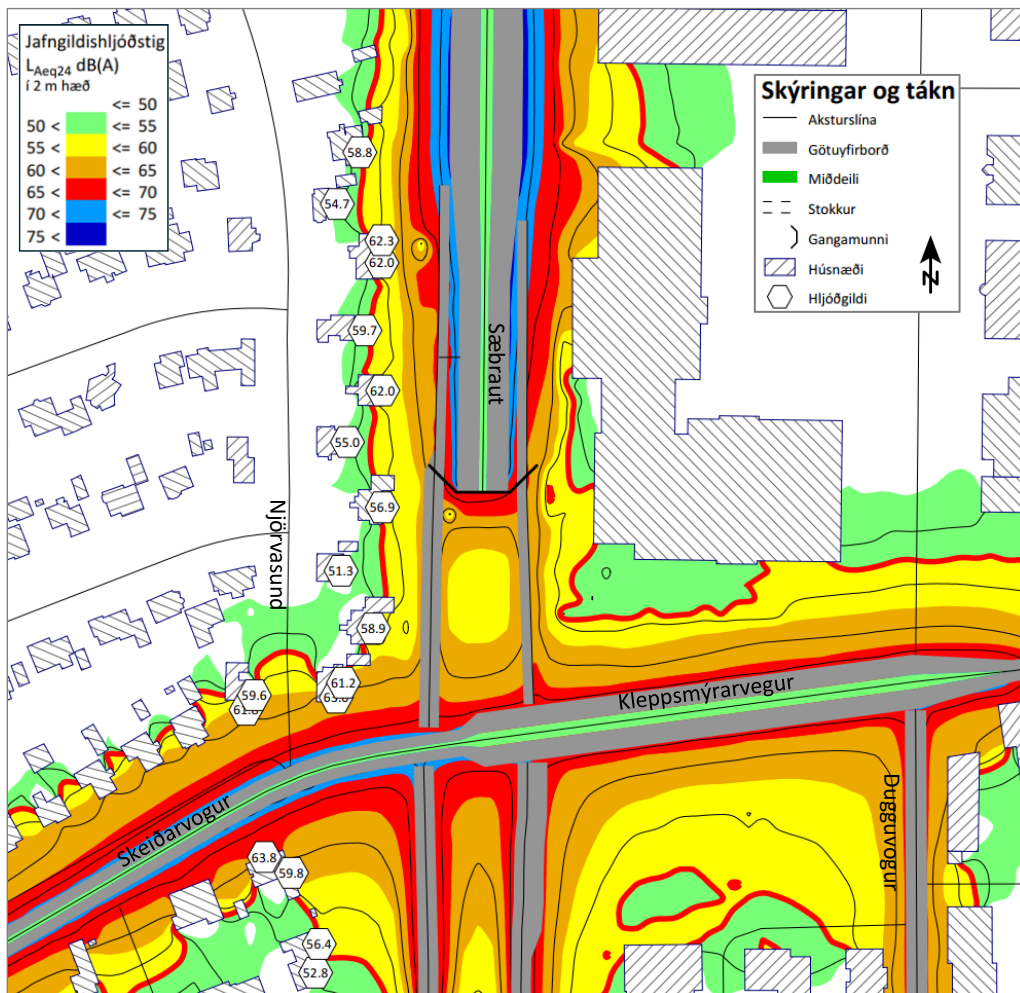 Jafngildishljóðstig
LAeq24 dB(A)
í 2 m hæð
<= 50
50 < <= 55
55 < <= 60
60 < <= 65
65 < <= 70
70 < <= 75
75 <
Skýringar og tákn
Aksturslína
Götuyfirborð
Miðdeili
Stokkur
Gangamunni
Húsnæði
Hljóðgildi
N
58.8
54.7
62.3
62.0
59.7
62.0
55.0
56.9
51.3
58.9
61.2
59.6
Sæbraut
Njörvasund
Kleppsmýrarvegur
Skeiðarvogur
Dugguvogur
63.8
59.8
56.4
52.8